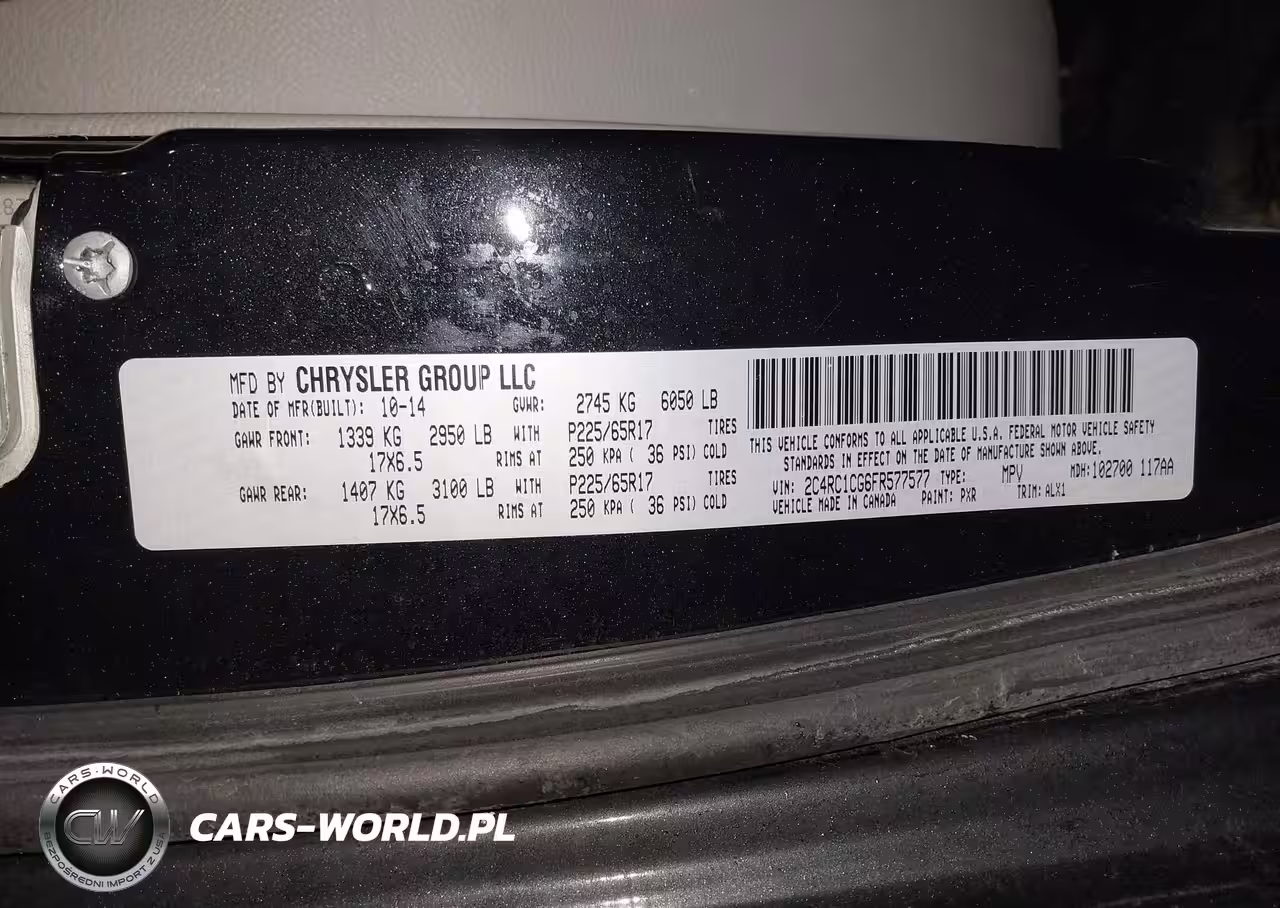 MFD BY CHRYSLER GROUP LLC
DATE OF MFR(BUILT): 10-14 GVWR: 2745 KG 6050 LB
GAWR FRONT: 1339 KG 2950 LB WITH P225/65R17 TIRES
17X6.5 RIMS AT 250 KPA ( 36 PSI) COLD
GAWR REAR: 1407 KG 3100 LB WITH P225/65R17 TIRES
17X6.5 RIMS AT 250 KPA ( 36 PSI) COLD
THIS VEHICLE CONFORMS TO ALL APPLICABLE U.S.A. FEDERAL MOTOR VEHICLE SAFETY
STANDARDS IN EFFECT ON THE DATE OF MANUFACTURE SHOWN ABOVE.
VIN: 2C4RC1CG6FR577577 TYPE: MPV MDH:102700 117AA
VEHICLE MADE IN CANADA PAINT: PXR TRIM: ALX1
CARS-WORLD
CW
BEZPOŚREDNI IMPORT Z USA
CARS-WORLD.PL